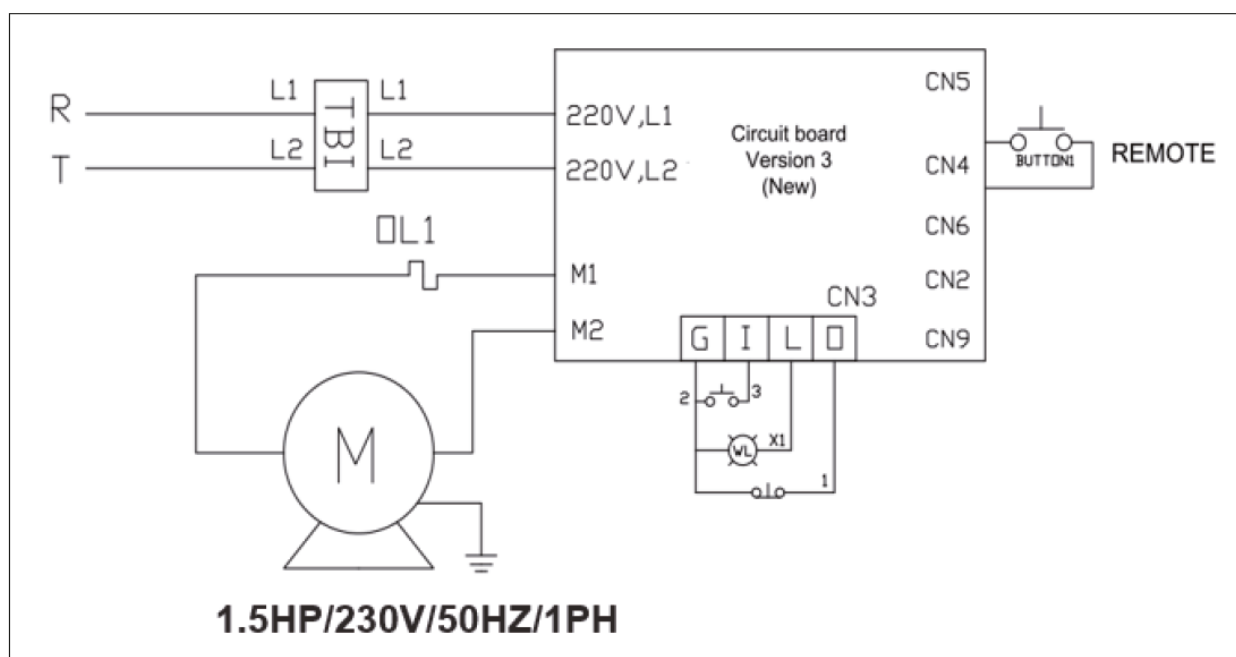 R
T
L1
L2
TBI
L1
L2
220V,L1
220V,L2
OL1
M1
M2
Circuit board
Version 3
(New)
CN5
CN4
CN6
CN2
CN9
CN3
BUTTON1
REMOTE
G I L O
2
3
WL
X1
1
M
1.5HP/230V/50HZ/1PH